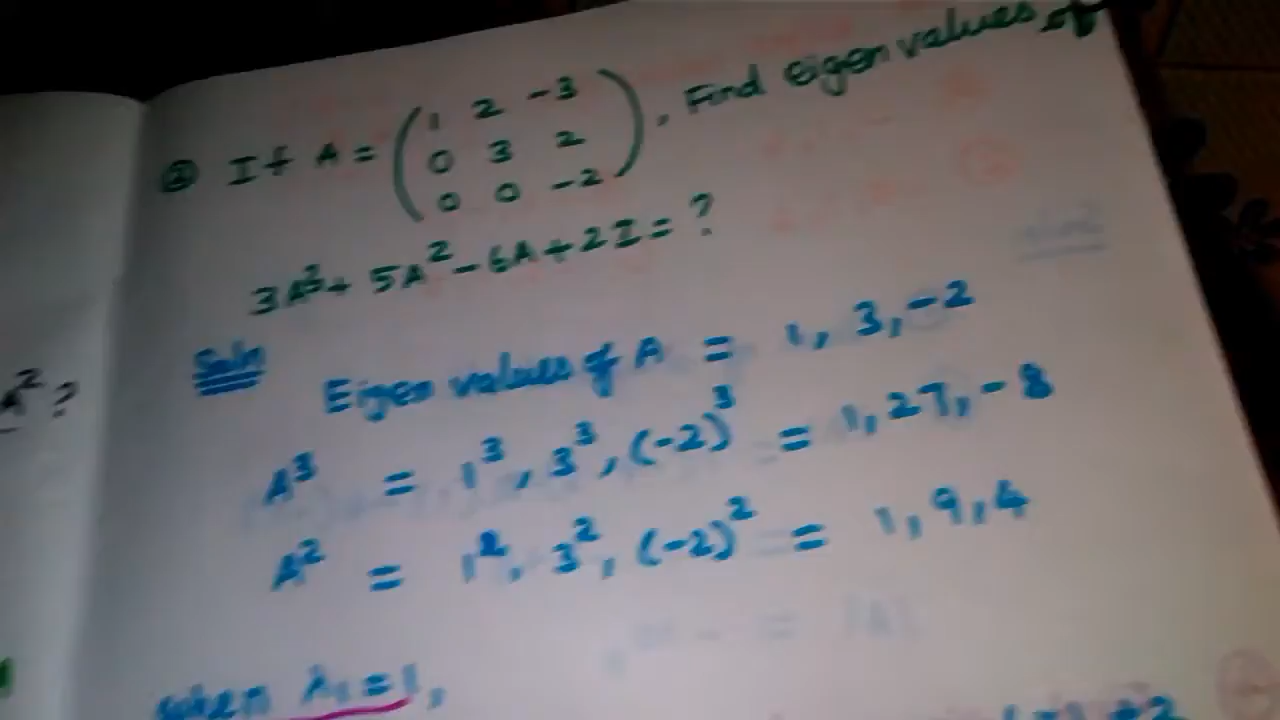 ② If A = ( 1 2 -3 ), Find Eigen values of
0 3 2
0 0 -2
3A³ + 5A² - 6A + 2I = ?
Soln
Eigen values of A = 1, 3, -2
A³ = 1³, 3³, (-2)³ = 1, 27, -8
A²?
A² = 1², 3², (-2)² = 1, 9, 4
when λ₁ = 1,